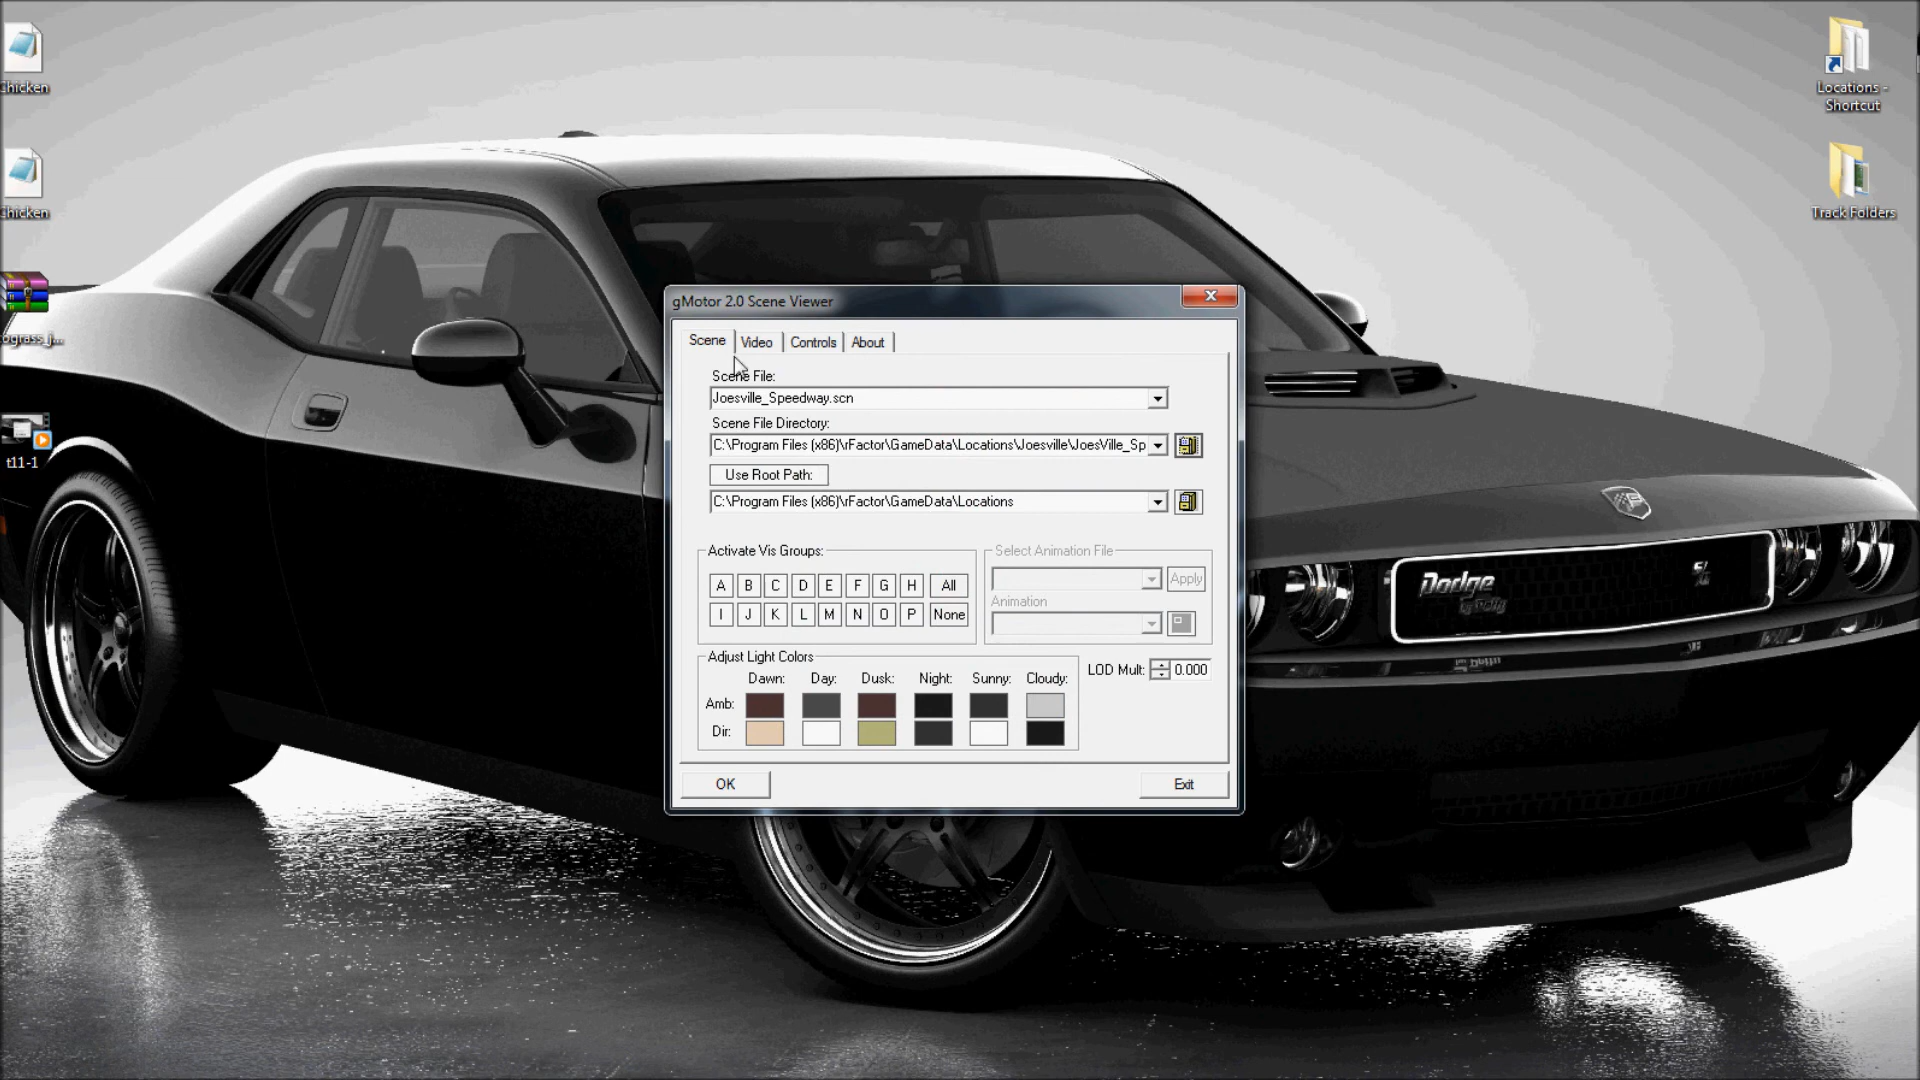 Chicken
Chicken
t11-1
Locations -
Shortcut
Track Folders
gMotor 2.0 Scene Viewer
Scene
Video
Controls
About
Scene File:
Joesville_Speedway.scn
Scene File Directory:
C:\Program Files (x86)\rFactor\GameData\Locations\Joesville\JoesVille_Sp
Use Root Path:
C:\Program Files (x86)\rFactor\GameData\Locations
Activate Vis Groups:
A B C D E F G H All
I J K L M N O P None
Select Animation File
Apply
Animation
Adjust Light Colors
Dawn: Day: Dusk: Night: Sunny: Cloudy:
Amb:
Dir:
LOD Mult: 0.000
OK
Exit
Dodge